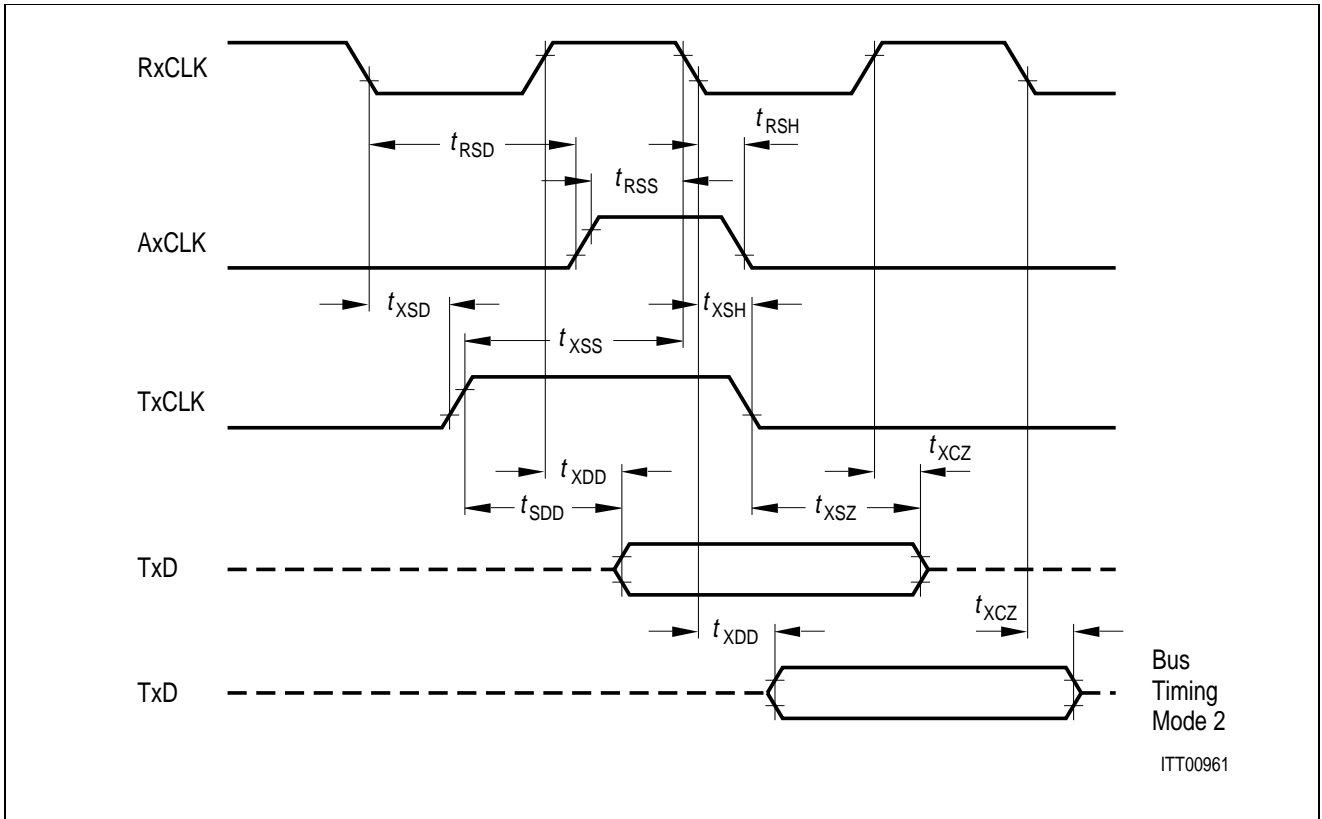 RxCLK
tRSH
tRSD
tRSS
AxCLK
tXSD
tXSH
tXSS
TxCLK
tXCZ
tXDD
tSDD
tXSZ
TxD
tXCZ
tXDD
TxD
Bus
Timing
Mode 2
ITT00961